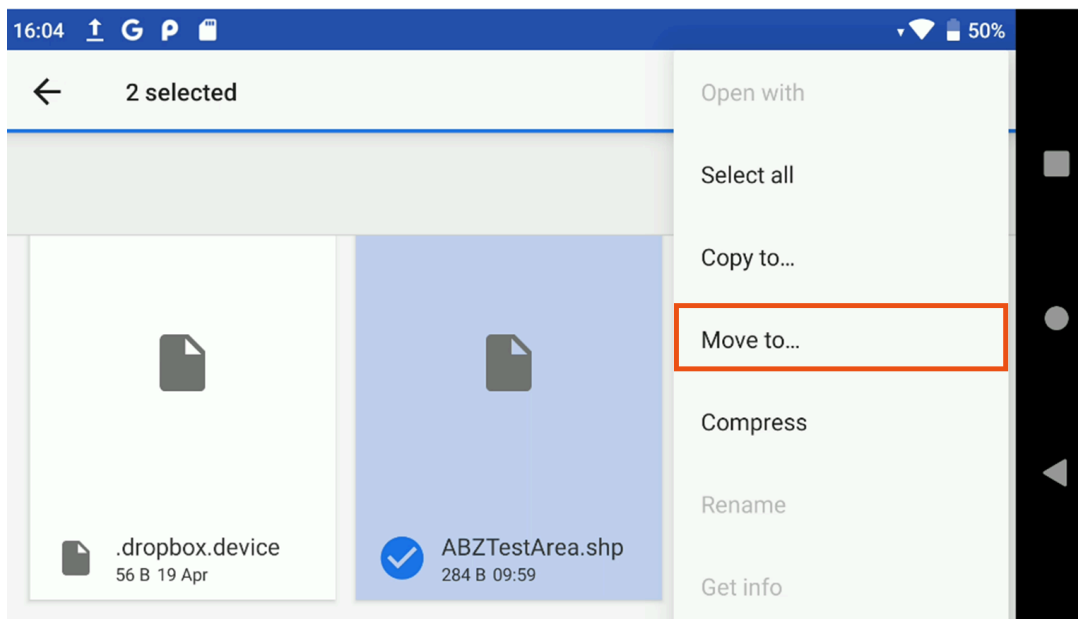 16:04 G P 50%
2 selected
Open with
Select all
Copy to...
Move to...
Compress
Rename
Get info
.dropbox.device
56 B 19 Apr
ABZTestArea.shp
284 B 09:59